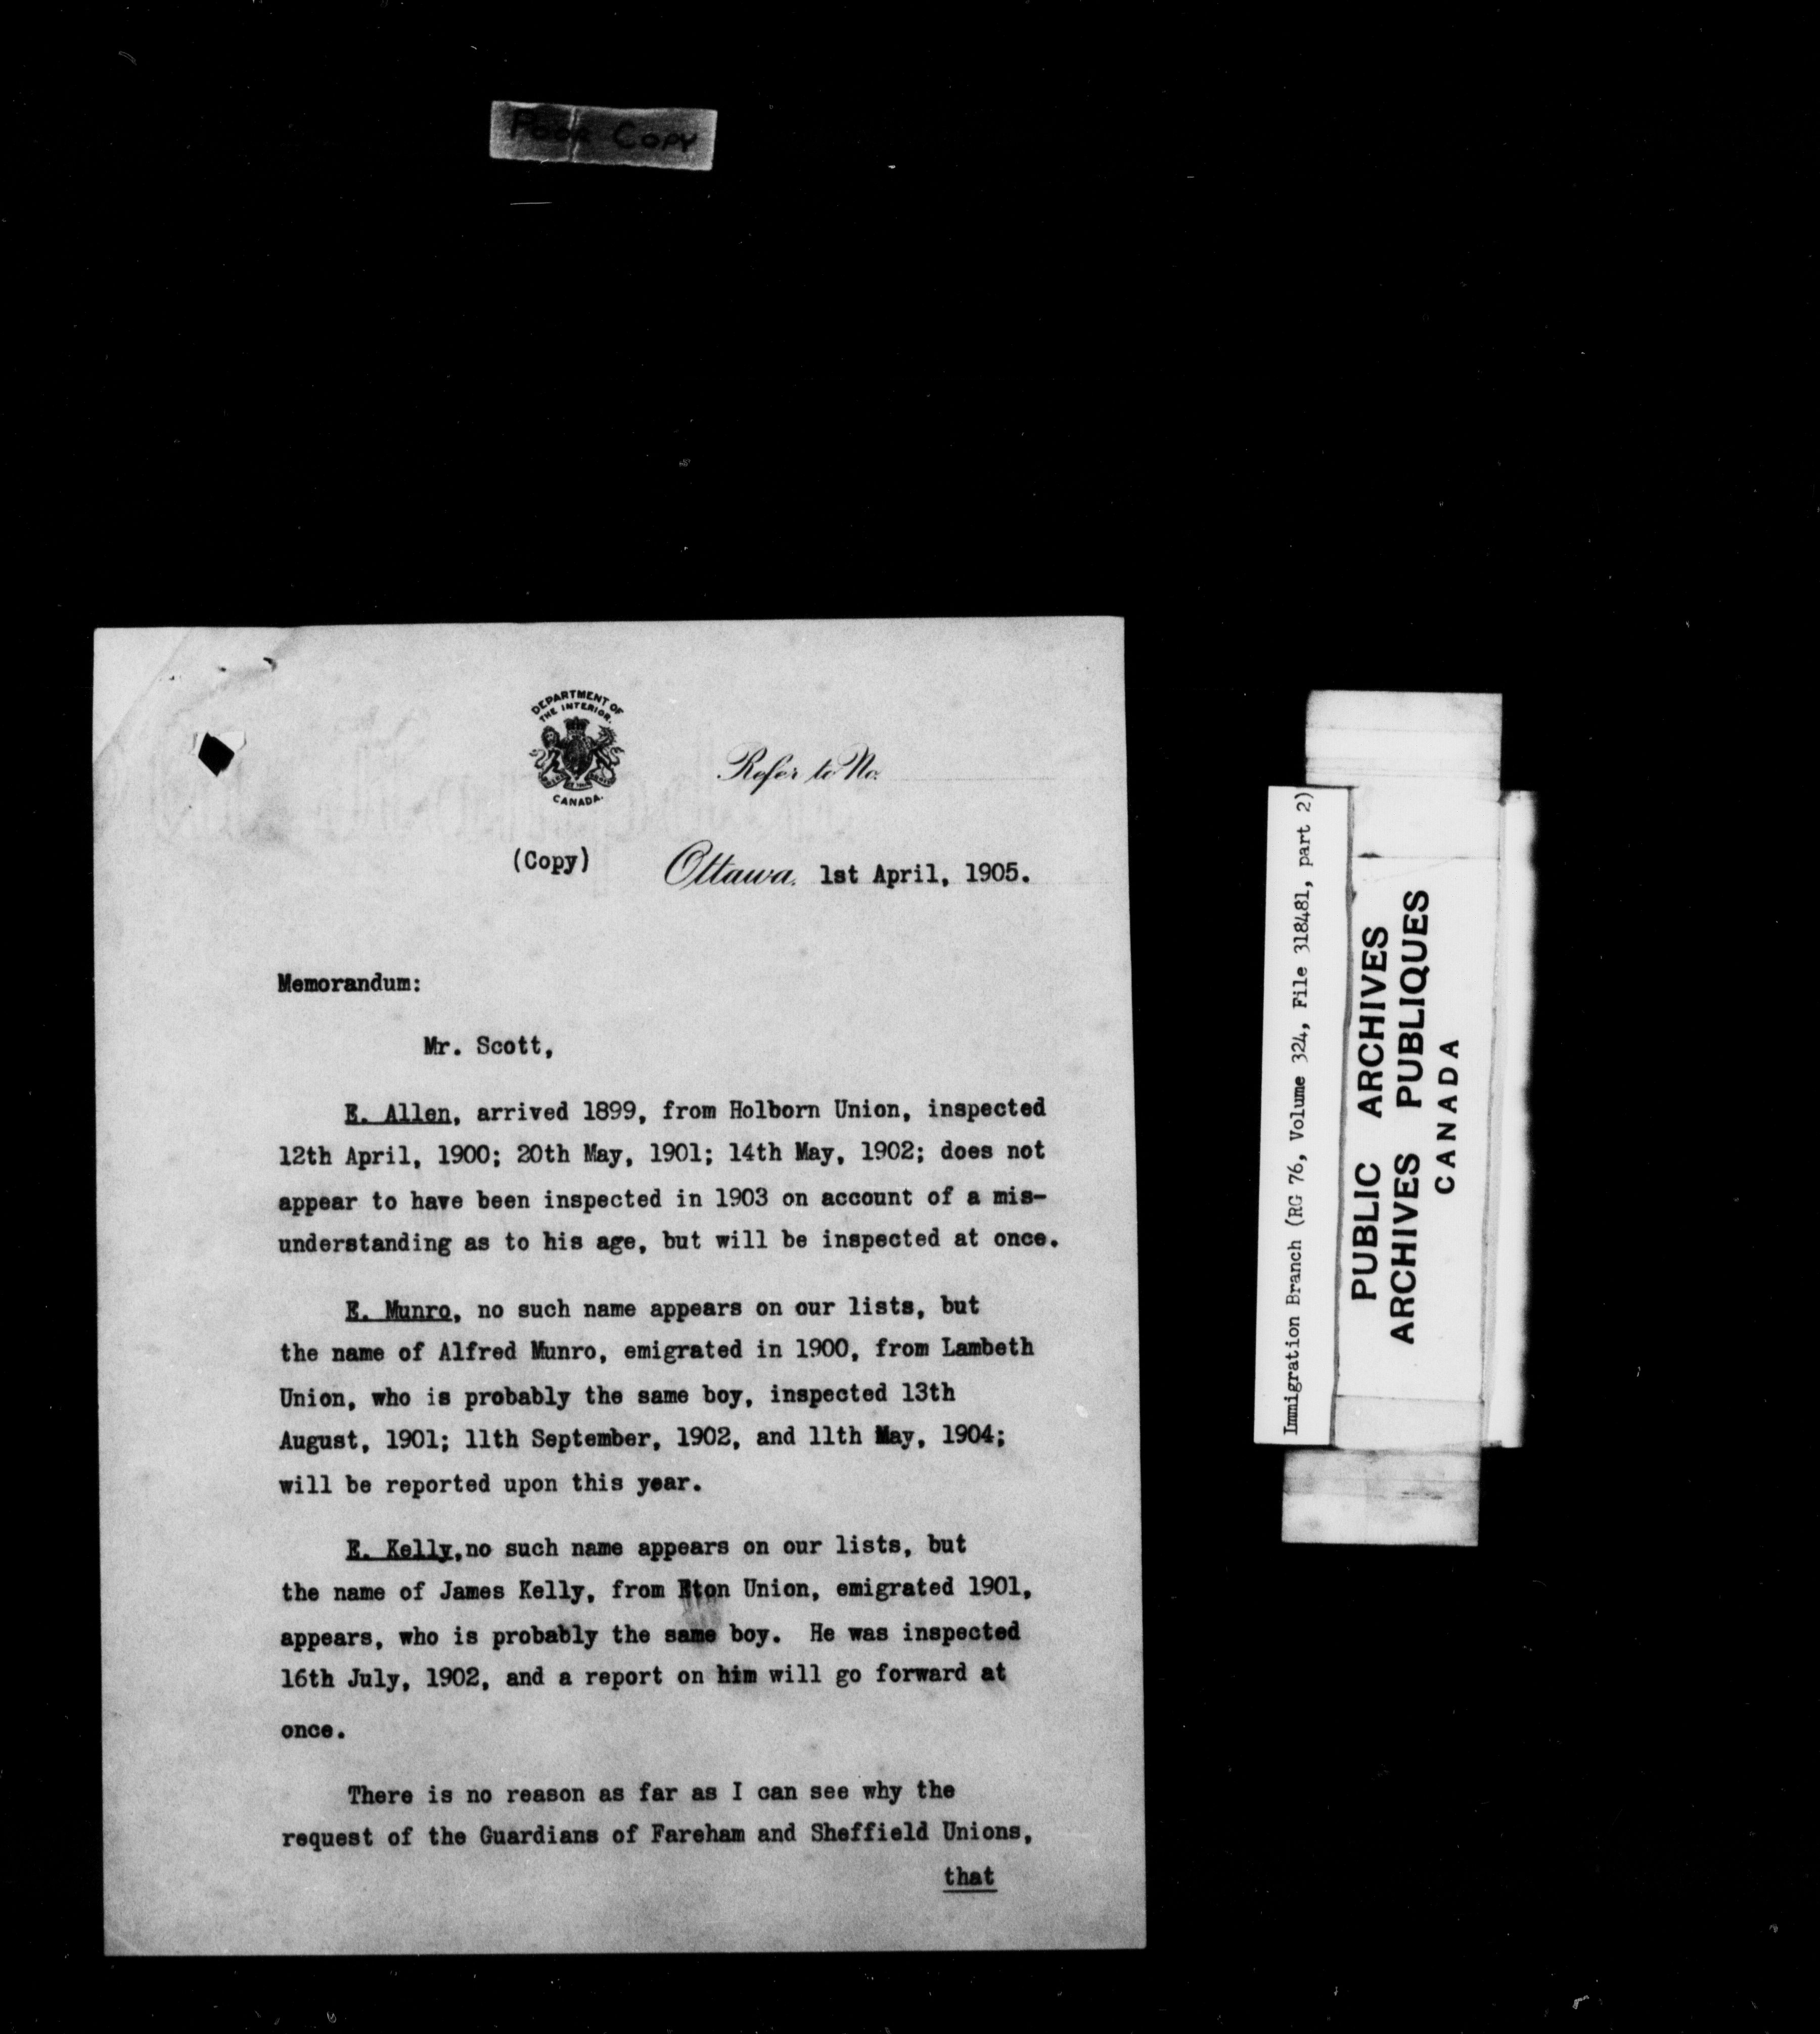 Poor Copy
DEPARTMENT OF
THE INTERIOR.
CANADA.
Refer to No.
(Copy) Ottawa, 1st April, 1905.
Memorandum:
Mr. Scott,
E. Allen, arrived 1899, from Holborn Union, inspected
12th April, 1900; 20th May, 1901; 14th May, 1902; does not
appear to have been inspected in 1903 on account of a mis-
understanding as to his age, but will be inspected at once.
E. Munro, no such name appears on our lists, but
the name of Alfred Munro, emigrated in 1900, from Lambeth
Union, who is probably the same boy, inspected 13th
August, 1901; 11th September, 1902, and 11th May, 1904;
will be reported upon this year.
E. Kelly,no such name appears on our lists, but
the name of James Kelly, from Eton Union, emigrated 1901,
appears, who is probably the same boy. He was inspected
16th July, 1902, and a report on him will go forward at
once.
There is no reason as far as I can see why the
request of the Guardians of Fareham and Sheffield Unions,
that
Immigration Branch (RG 76, Volume 324, File 318481, part 2)
PUBLIC ARCHIVES
ARCHIVES PUBLIQUES
CANADA